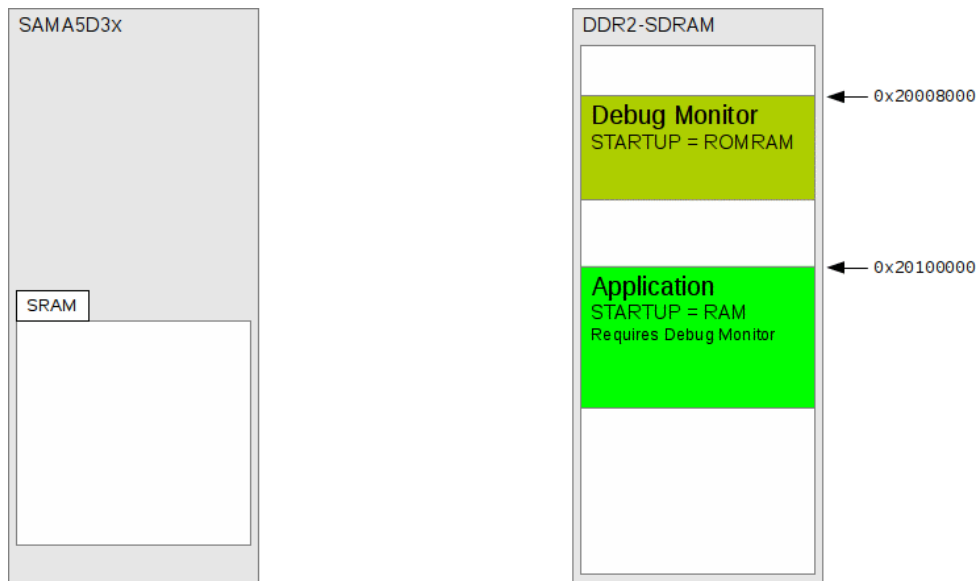 SAMA5D3x
SRAM
DDR2-SDRAM
0x20008000
Debug Monitor
STARTUP = ROMRAM
0x20100000
Application
STARTUP = RAM
Requires Debug Monitor